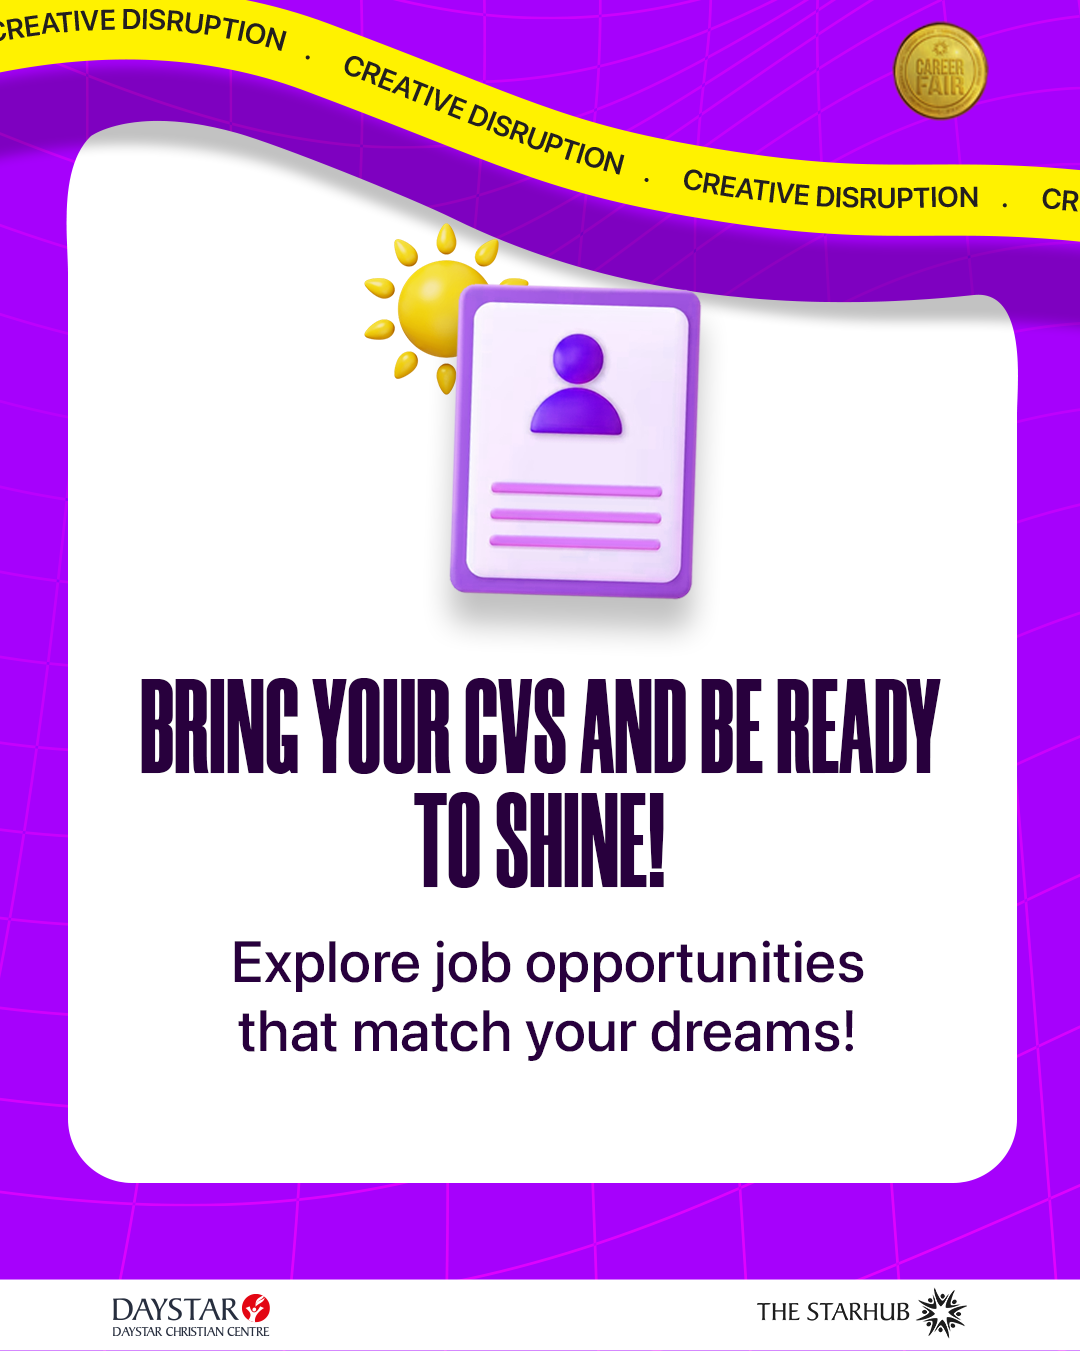 CREATIVE DISRUPTION . CREATIVE DISRUPTION . CREATIVE DISRUPTION . CR
CAREER
FAIR
BRING YOUR CVS AND BE READY
TO SHINE!
Explore job opportunities
that match your dreams!
DAYSTAR
DAYSTAR CHRISTIAN CENTRE
THE STARHUB